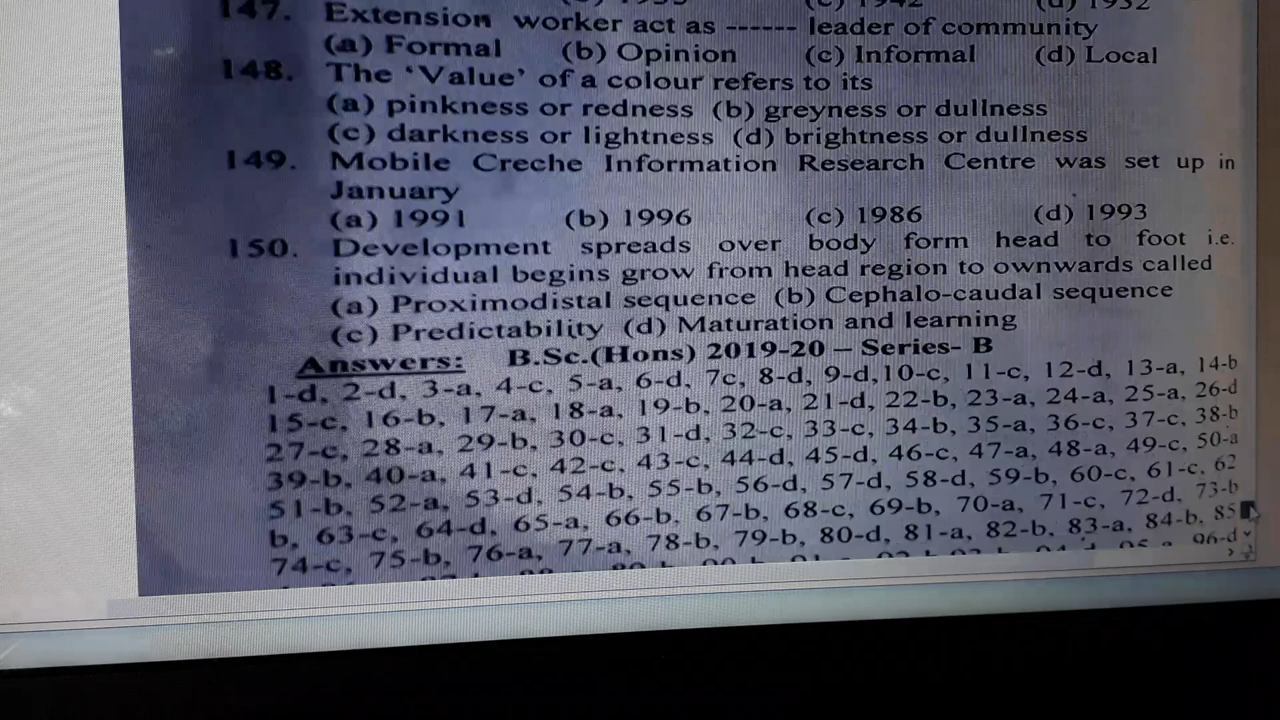 147. Extension worker act as ------ leader of community
(a) Formal (b) Opinion (c) Informal (d) Local
148. The 'Value' of a colour refers to its
(a) pinkness or redness (b) greyness or dullness
(c) darkness or lightness (d) brightness or dullness
149. Mobile Creche Information Research Centre was set up in
January
(a) 1991 (b) 1996 (c) 1986 (d) 1993
150. Development spreads over body form head to foot i.e.
individual begins grow from head region to ownwards called
(a) Proximodistal sequence (b) Cephalo-caudal sequence
(c) Predictability (d) Maturation and learning
Answers: B.Sc.(Hons) 2019-20 – Series- B
1-d, 2-d, 3-a, 4-c, 5-a, 6-d, 7c, 8-d, 9-d,10-c, 11-c, 12-d, 13-a, 14-b
15-c, 16-b, 17-a, 18-a, 19-b, 20-a, 21-d, 22-b, 23-a, 24-a, 25-a, 26-d
27-c, 28-a, 29-b, 30-c, 31-d, 32-c, 33-c, 34-b, 35-a, 36-c, 37-c, 38-b
39-b, 40-a, 41-c, 42-c, 43-c, 44-d, 45-d, 46-c, 47-a, 48-a, 49-c, 50-a
51-b, 52-a, 53-d, 54-b, 55-b, 56-d, 57-d, 58-d, 59-b, 60-c, 61-c, 62
b, 63-c, 64-d, 65-a, 66-b, 67-b, 68-c, 69-b, 70-a, 71-c, 72-d, 73-b
74-c, 75-b, 76-a, 77-a, 78-b, 79-b, 80-d, 81-a, 82-b, 83-a, 84-b, 85
96-d